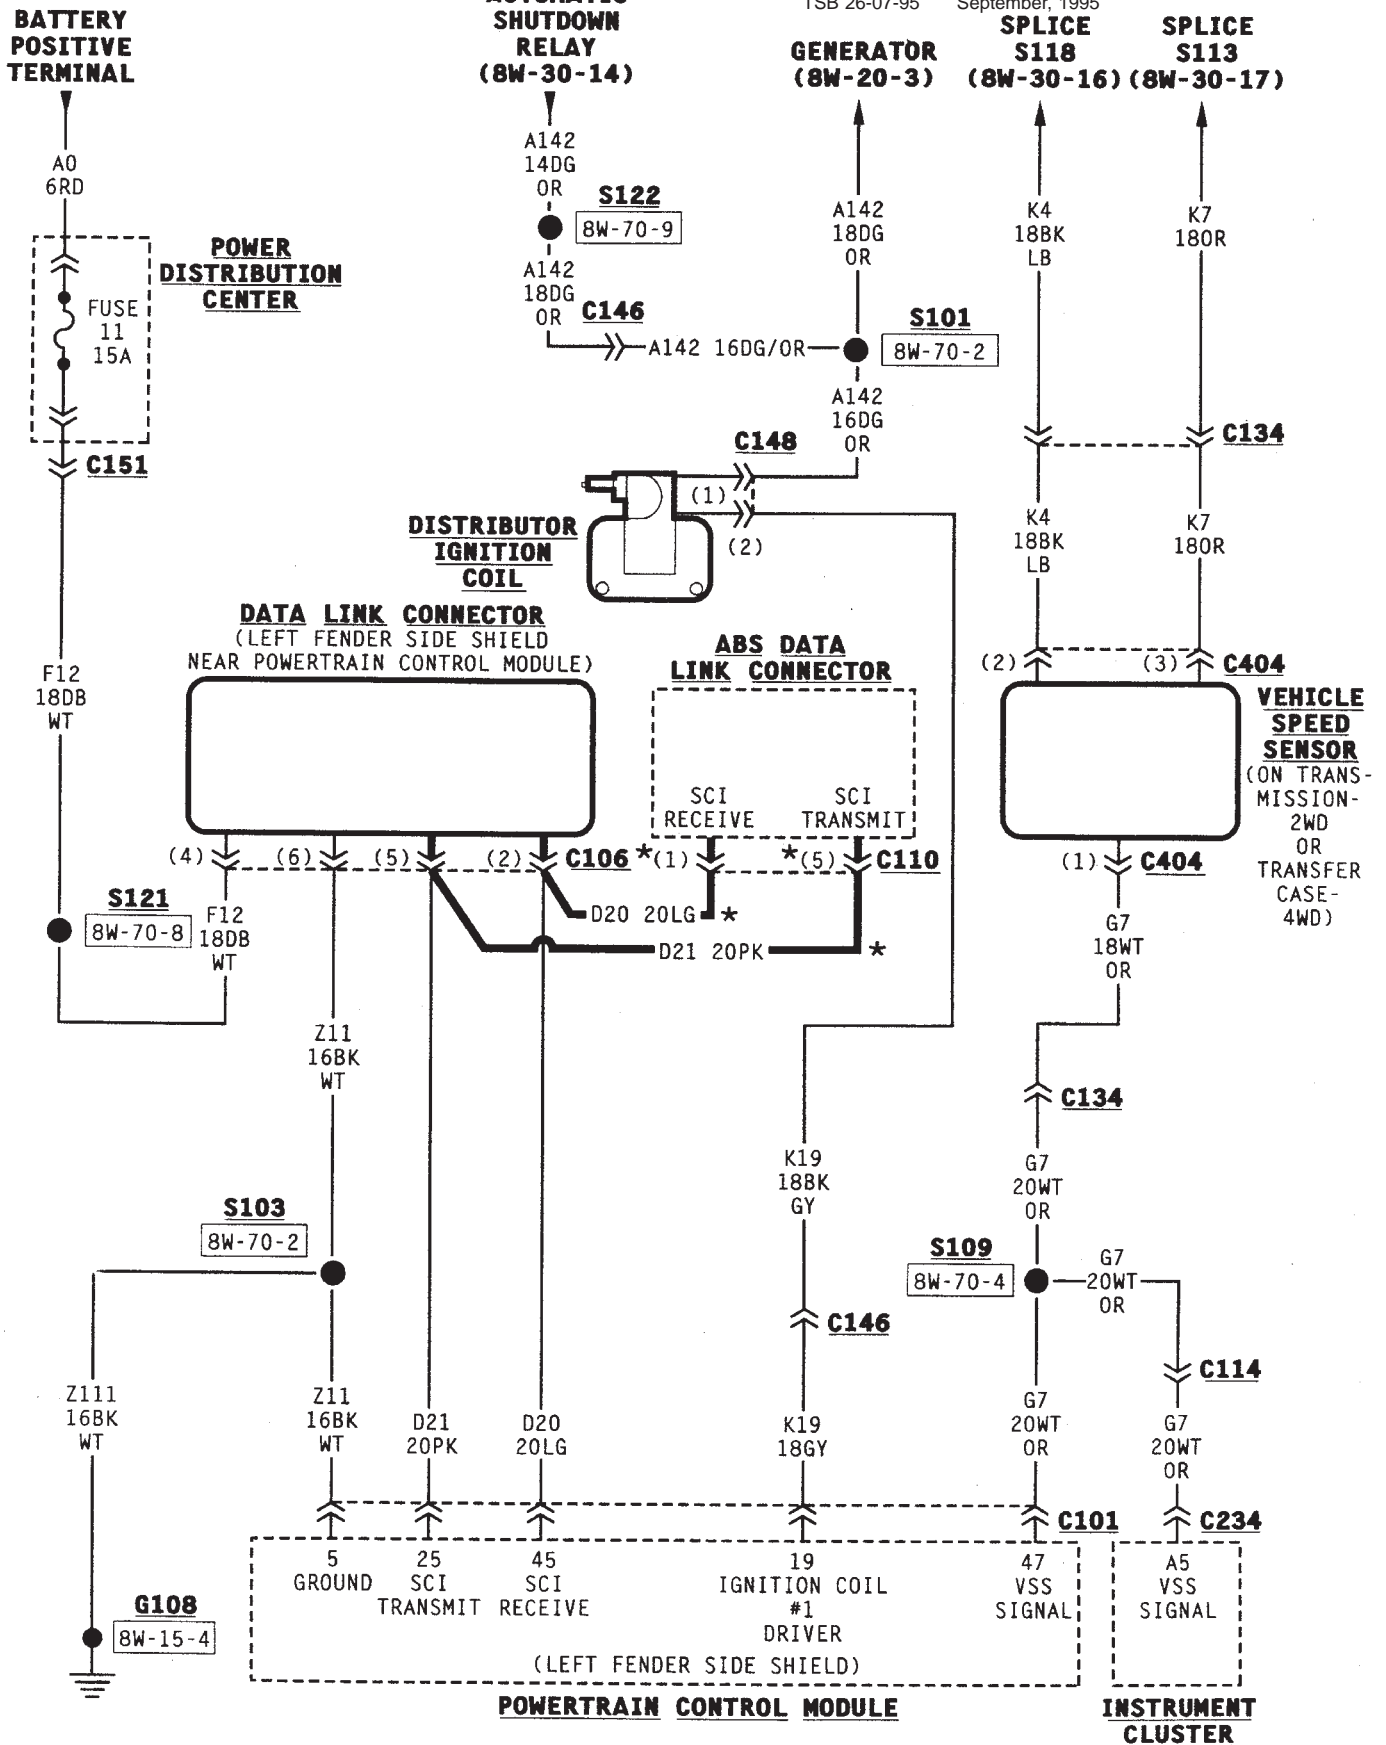 AUTOMATIC
TSB 26-07-95 September, 1995
BATTERY
POSITIVE
TERMINAL
SHUTDOWN
RELAY
(8W-30-14)
GENERATOR
(8W-20-3)
SPLICE
S118
(8W-30-16)
SPLICE
S113
(8W-30-17)
A0
6RD
A142
14DG
OR
S122
8W-70-9
A142
18DG
OR
K4
18BK
LB
K7
18OR
POWER
DISTRIBUTION
CENTER
FUSE
11
15A
A142
18DG
OR
C146
A142 16DG/OR
S101
8W-70-2
A142
16DG
OR
C151
C148
(1)
(2)
C134
DISTRIBUTOR
IGNITION
COIL
K4
18BK
LB
K7
18OR
DATA LINK CONNECTOR
(LEFT FENDER SIDE SHIELD
NEAR POWERTRAIN CONTROL MODULE)
ABS DATA
LINK CONNECTOR
(2)
(3)
C404
F12
18DB
WT
VEHICLE
SPEED
SENSOR
(ON TRANS-
MISSION-
2WD
OR
TRANSFER
CASE-
4WD)
SCI
RECEIVE
SCI
TRANSMIT
(4)
(6)
(5)
(2)
C106
*(1)
*(5)
C110
(1)
C404
S121
8W-70-8
F12
18DB
WT
D20 20LG *
D21 20PK *
G7
18WT
OR
Z11
16BK
WT
C134
K19
18BK
GY
G7
20WT
OR
S103
8W-70-2
S109
8W-70-4
G7
20WT
OR
C146
C114
Z111
16BK
WT
Z11
16BK
WT
D21
20PK
D20
20LG
K19
18GY
G7
20WT
OR
G7
20WT
OR
C101
C234
5
GROUND
25
SCI
TRANSMIT
45
SCI
RECEIVE
19
IGNITION COIL
#1
DRIVER
47
VSS
SIGNAL
A5
VSS
SIGNAL
G108
8W-15-4
(LEFT FENDER SIDE SHIELD)
POWERTRAIN CONTROL MODULE
INSTRUMENT
CLUSTER